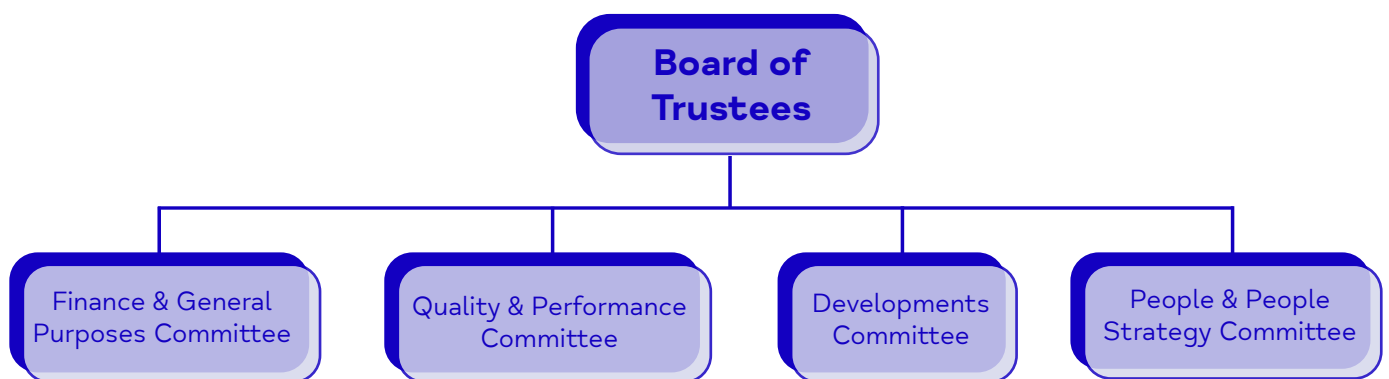 Board of
Trustees
Finance & General
Purposes Committee
Quality & Performance
Committee
Developments
Committee
People & People
Strategy Committee